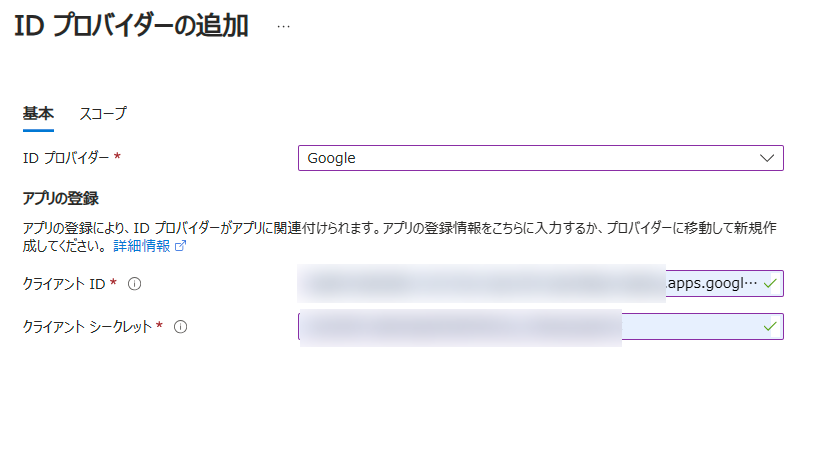 ID プロバイダーの追加 ...
基本 スコープ
ID プロバイダー * Google
アプリの登録
アプリの登録により、ID プロバイダーがアプリに関連付けられます。アプリの登録情報をこちらに入力するか、プロバイダーに移動して新規作
成してください。 詳細情報
クライアント ID * .apps.googl...
クライアント シークレット *